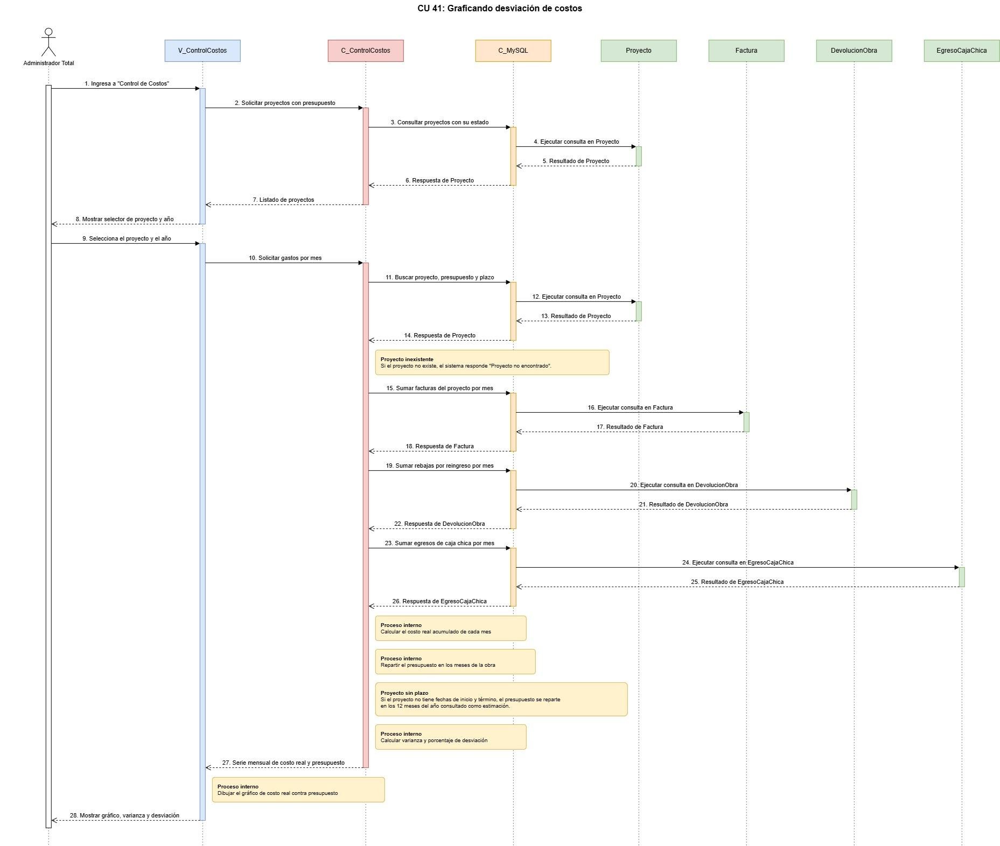 CU 41: Graficando desviación de costos
Administrador Total
V_ControlCostos
C_ControlCostos
C_MySQL
Proyecto
Factura
DevolucionObra
EgresoCajaChica
1. Ingresa a "Control de Costos"
2. Solicitar proyectos con presupuesto
3. Consultar proyectos con su estado
4. Ejecutar consulta en Proyecto
5. Resultado de Proyecto
6. Respuesta de Proyecto
7. Listado de proyectos
8. Mostrar selector de proyecto y año
9. Selecciona el proyecto y el año
10. Solicitar gastos por mes
11. Buscar proyecto, presupuesto y plazo
12. Ejecutar consulta en Proyecto
13. Resultado de Proyecto
14. Respuesta de Proyecto
Proyecto inexistente
Si el proyecto no existe, el sistema responde "Proyecto no encontrado".
15. Sumar facturas del proyecto por mes
16. Ejecutar consulta en Factura
17. Resultado de Factura
18. Respuesta de Factura
19. Sumar rebajas por reingreso por mes
20. Ejecutar consulta en DevolucionObra
21. Resultado de DevolucionObra
22. Respuesta de DevolucionObra
23. Sumar egresos de caja chica por mes
24. Ejecutar consulta en EgresoCajaChica
25. Resultado de EgresoCajaChica
26. Respuesta de EgresoCajaChica
Proceso interno
Calcular el costo real acumulado de cada mes
Proceso interno
Repartir el presupuesto en los meses de la obra
Proyecto sin plazo
Si el proyecto no tiene fechas de inicio y término, el presupuesto se reparte
en los 12 meses del año consultado como estimación.
Proceso interno
Calcular varianza y porcentaje de desviación
27. Serie mensual de costo real y presupuesto
Proceso interno
Dibujar el gráfico de costo real contra presupuesto
28. Mostrar gráfico, varianza y desviación